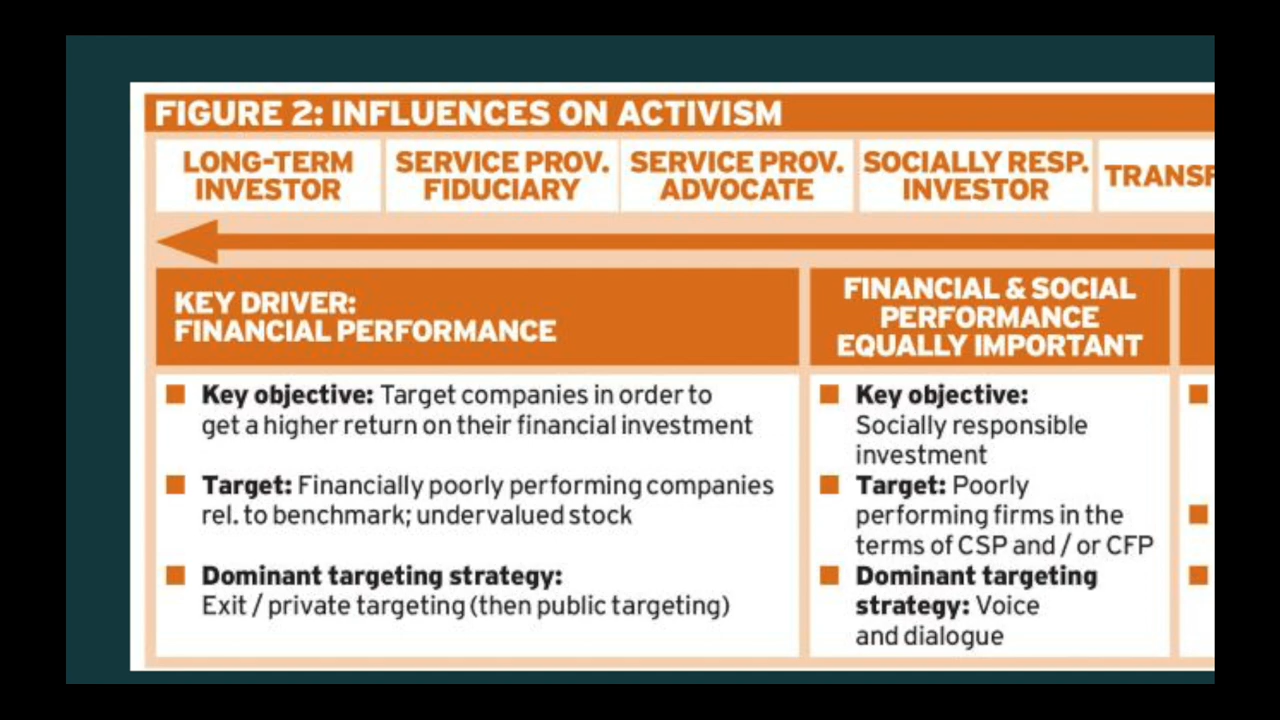 FIGURE 2: INFLUENCES ON ACTIVISM
LONG-TERM
INVESTOR
SERVICE PROV.
FIDUCIARY
SERVICE PROV.
ADVOCATE
SOCIALLY RESP.
INVESTOR
KEY DRIVER:
FINANCIAL PERFORMANCE
■ Key objective: Target companies in order to
get a higher return on their financial investment
■ Target: Financially poorly performing companies
rel. to benchmark; undervalued stock
■ Dominant targeting strategy:
Exit / private targeting (then public targeting)
FINANCIAL & SOCIAL
PERFORMANCE
EQUALLY IMPORTANT
■ Key objective:
Socially responsible
investment
■ Target: Poorly
performing firms in the
terms of CSP and / or CFP
■ Dominant targeting
strategy: Voice
and dialogue